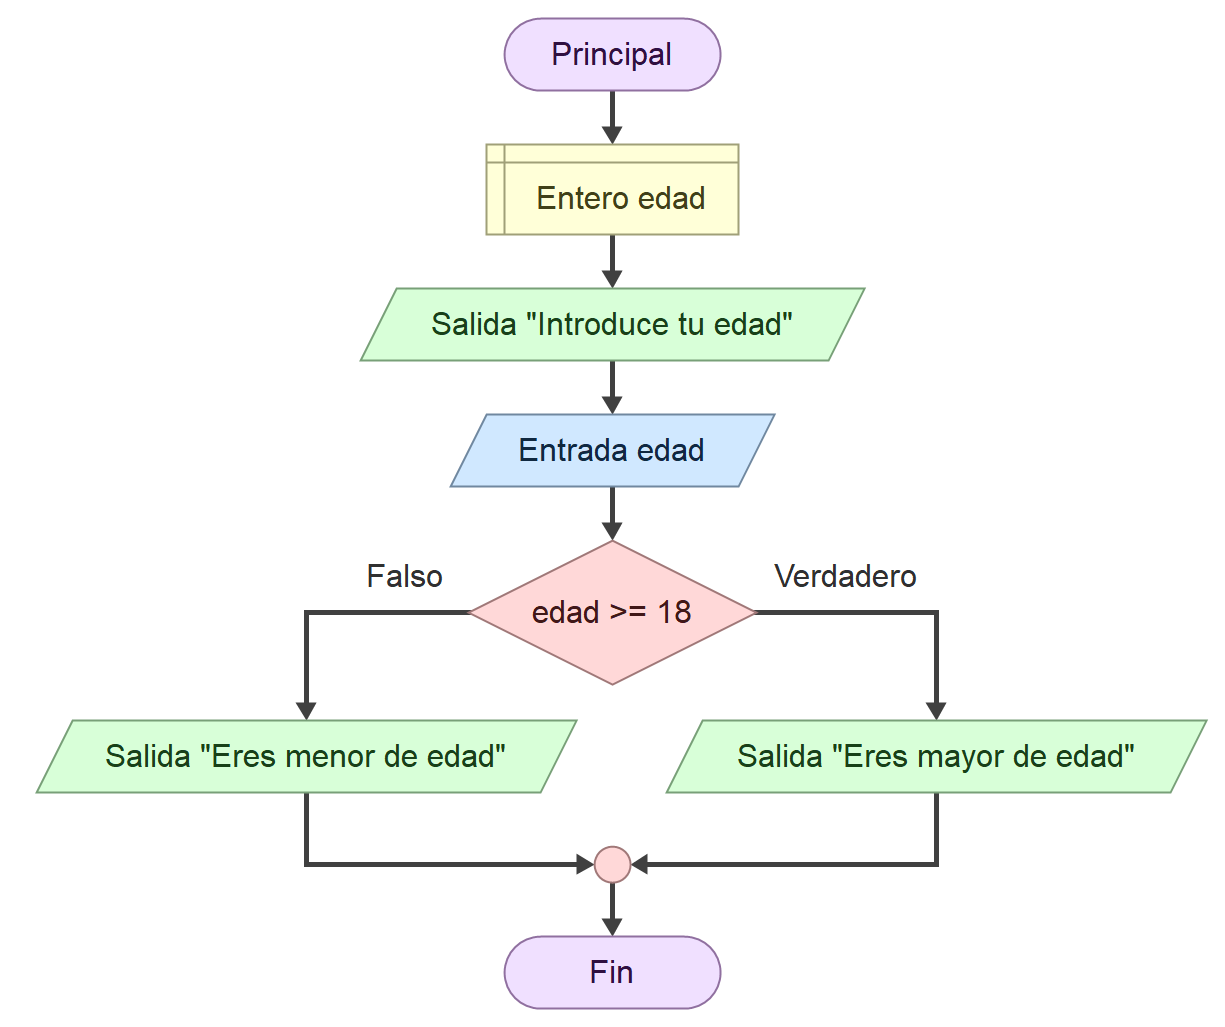 Principal
Entero edad
Salida "Introduce tu edad"
Entrada edad
Falso
Verdadero
edad >= 18
Salida "Eres menor de edad"
Salida "Eres mayor de edad"
Fin